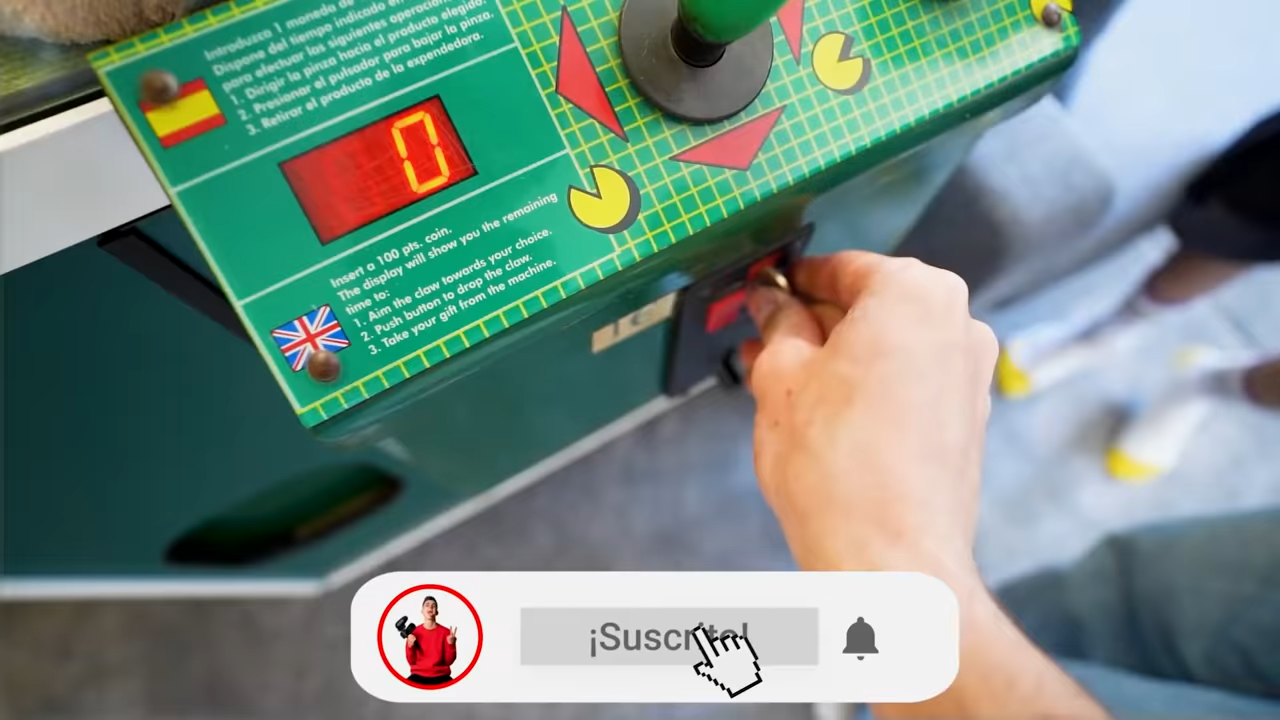 Introduzca 1 moneda de
Dispone del tiempo indicado en
para efectuar las siguientes operacion
1. Dirigir la pinza hacia el producto elegido.
2. Presionar el pulsador para bajar la pinza.
3. Retirar el producto de la expendedora.
0
Insert a 100 pts. coin.
The display will show you the remaining
time to:
1. Aim the claw towards your choice.
2. Push button to drop the claw.
3. Take your gift from the machine.
¡Suscrito!